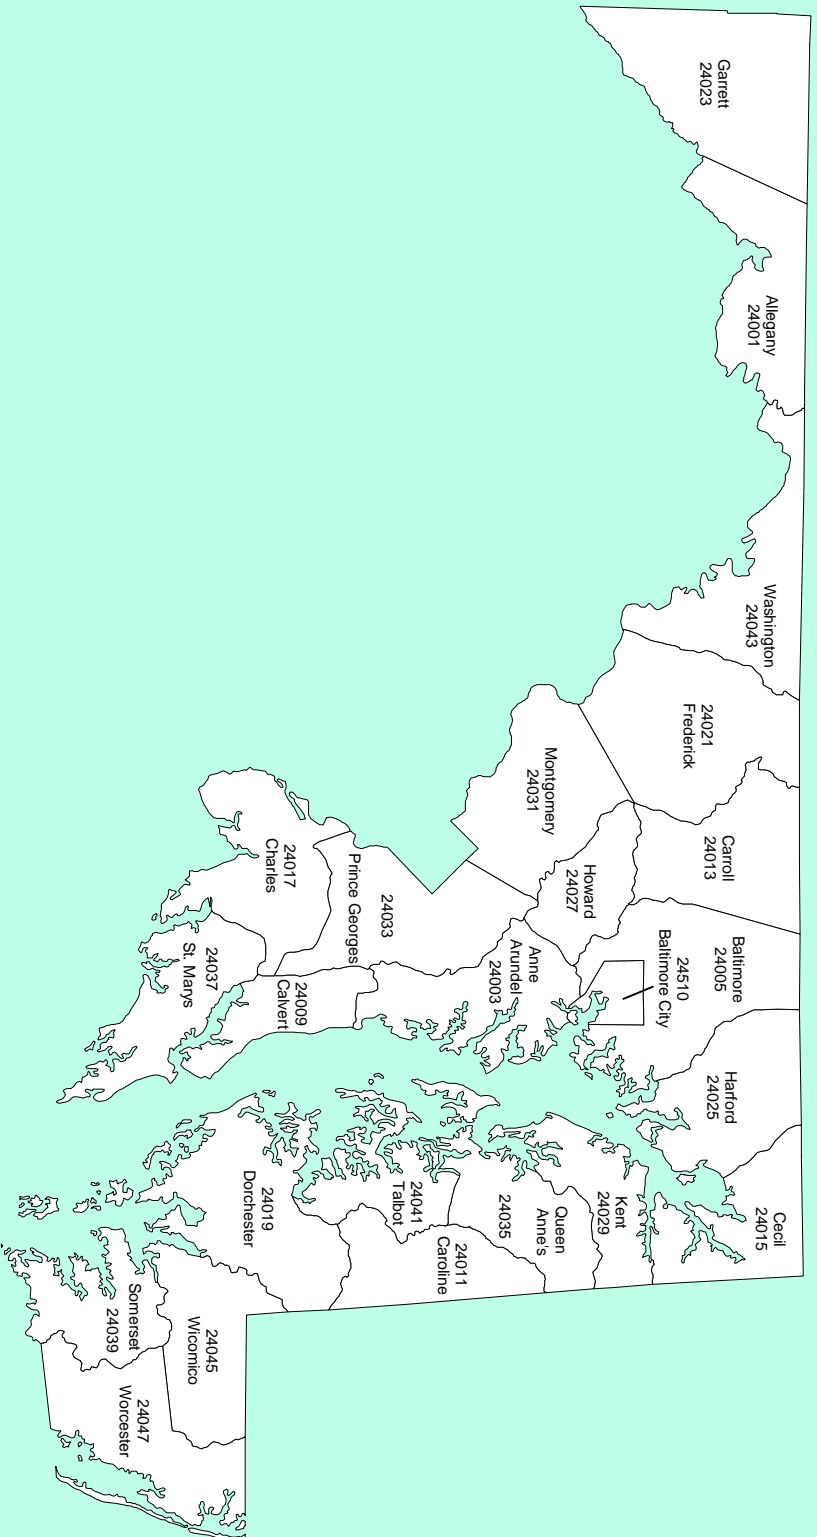 Garrett
24023
Allegany
24001
Washington
24043
24021
Frederick
Carroll
24013
Montgomery
24031
Howard
24027
Baltimore
24005
24510
Baltimore City
Harford
24025
Cecil
24015
24033
Prince Georges
Anne
Arundel
24003
24017
Charles
24009
Calvert
24037
St. Marys
Kent
24029
Queen
Anne's
24035
24041
Talbot
24011
Caroline
24019
Dorchester
24045
Wicomico
Somerset
24039
24047
Worcester